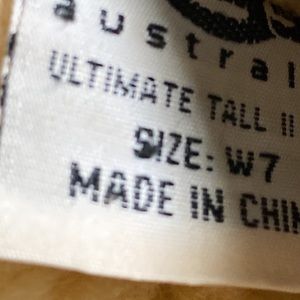 austral
ULTIMATE TALL II
SIZE: W7
MADE IN CHIN